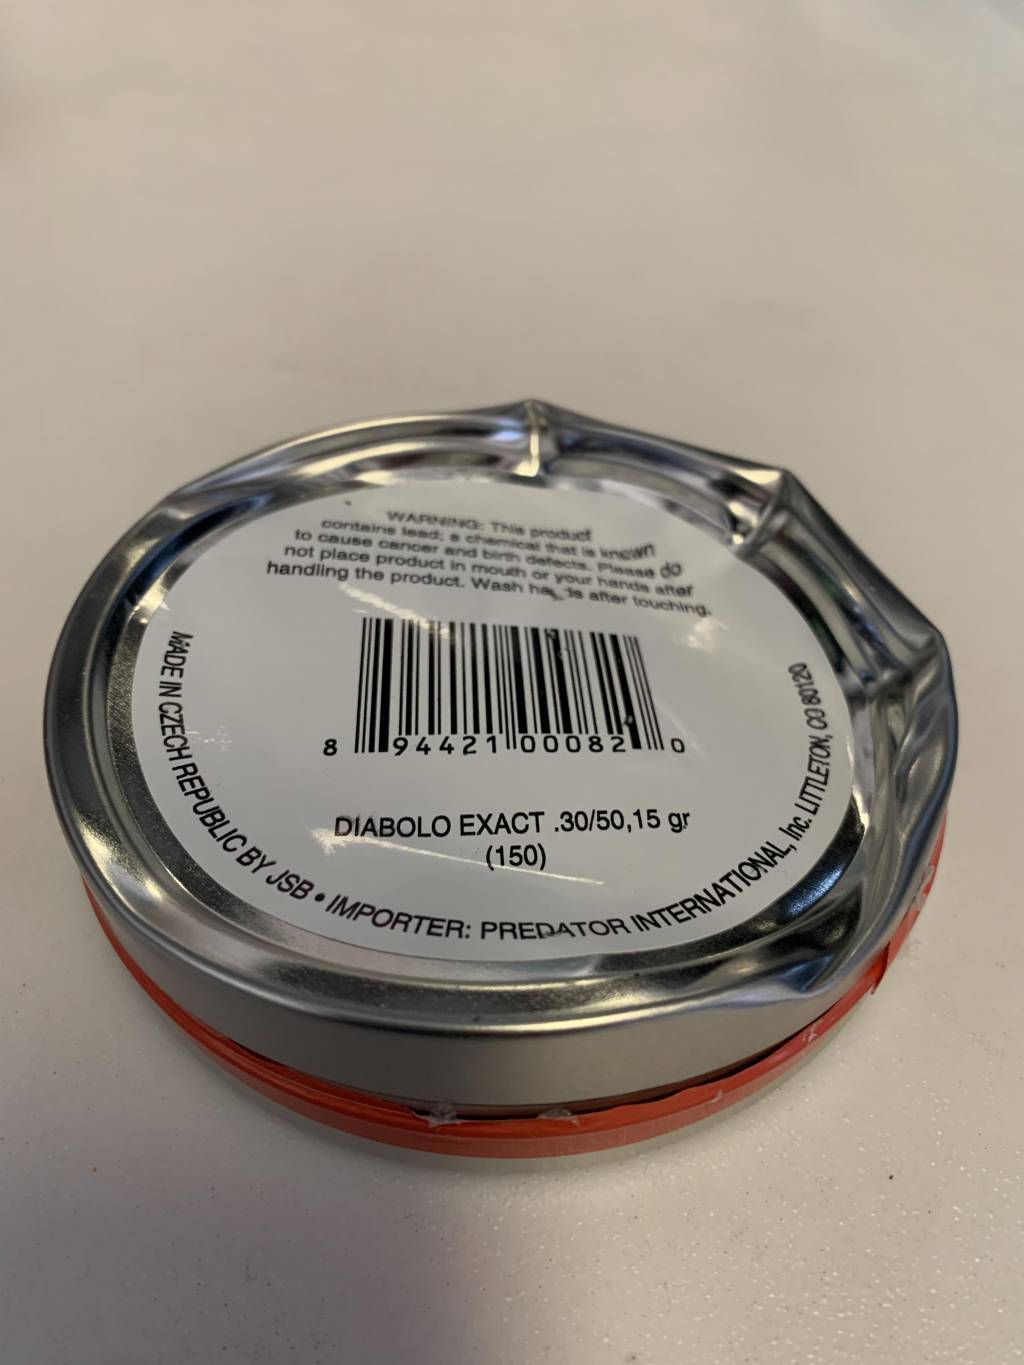 WARNING: This product
contains lead; a chemical that is known
to cause cancer and birth defects. Please do
not place product in mouth or your hands after
handling the product. Wash after touching.
8 94421 00082 0
DIABOLO EXACT .30/50,15 gr
(150)
MADE IN CZECH REPUBLIC BY JSB • IMPORTER: PREDATOR INTERNATIONAL, Inc. LITTLETON, CO 80120